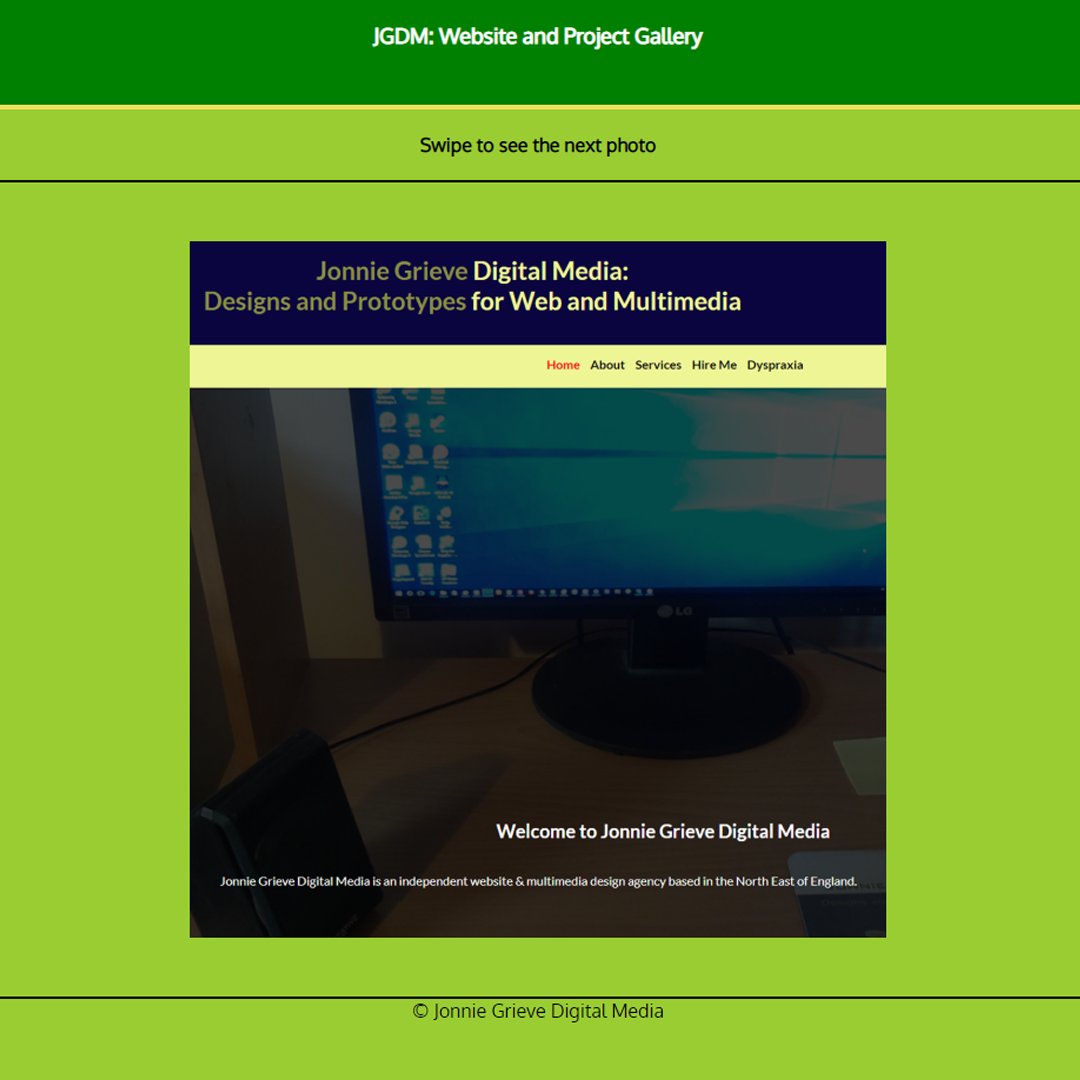 JGDM: Website and Project Gallery
Swipe to see the next photo
Jonnie Grieve Digital Media:
Designs and Prototypes for Web and Multimedia
Home About Services Hire Me Dyspraxia
LG
Welcome to Jonnie Grieve Digital Media
Jonnie Grieve Digital Media is an independent website & multimedia design agency based in the North East of England.
© Jonnie Grieve Digital Media